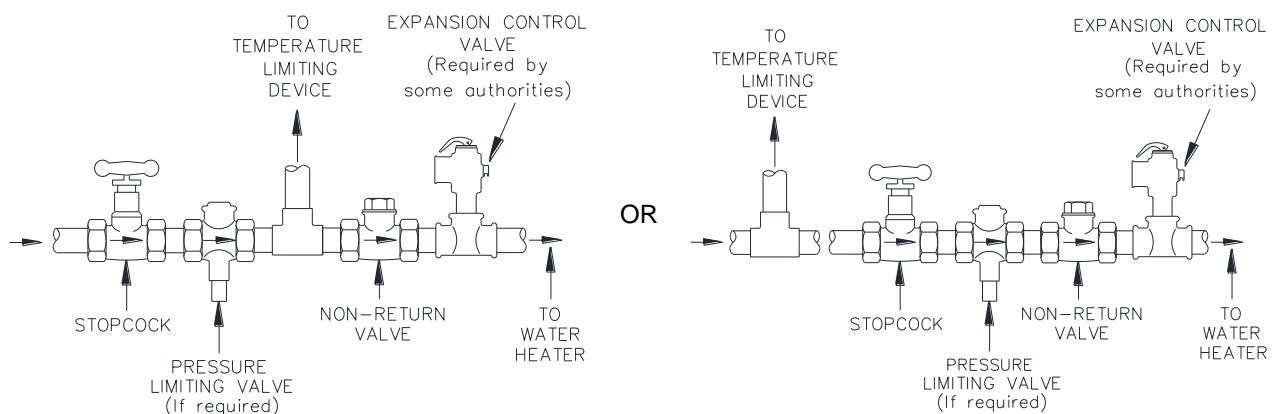 TO
TEMPERATURE
LIMITING
DEVICE
EXPANSION CONTROL
VALVE
(Required by
some authorities)
STOPCOCK
PRESSURE
LIMITING VALVE
(If required)
NON-RETURN
VALVE
TO
WATER
HEATER
OR
TO
TEMPERATURE
LIMITING
DEVICE
EXPANSION CONTROL
VALVE
(Required by
some authorities)
STOPCOCK
PRESSURE
LIMITING VALVE
(If required)
NON-RETURN
VALVE
TO
WATER
HEATER